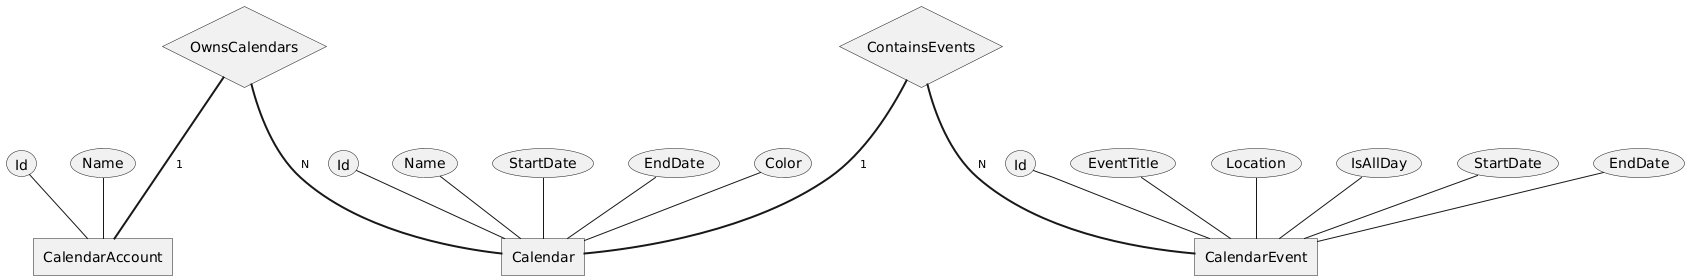 OwnsCalendars
ContainsEvents
Id
Name
1
N
Id
Name
StartDate
EndDate
Color
1
N
Id
EventTitle
Location
IsAllDay
StartDate
EndDate
CalendarAccount
Calendar
CalendarEvent